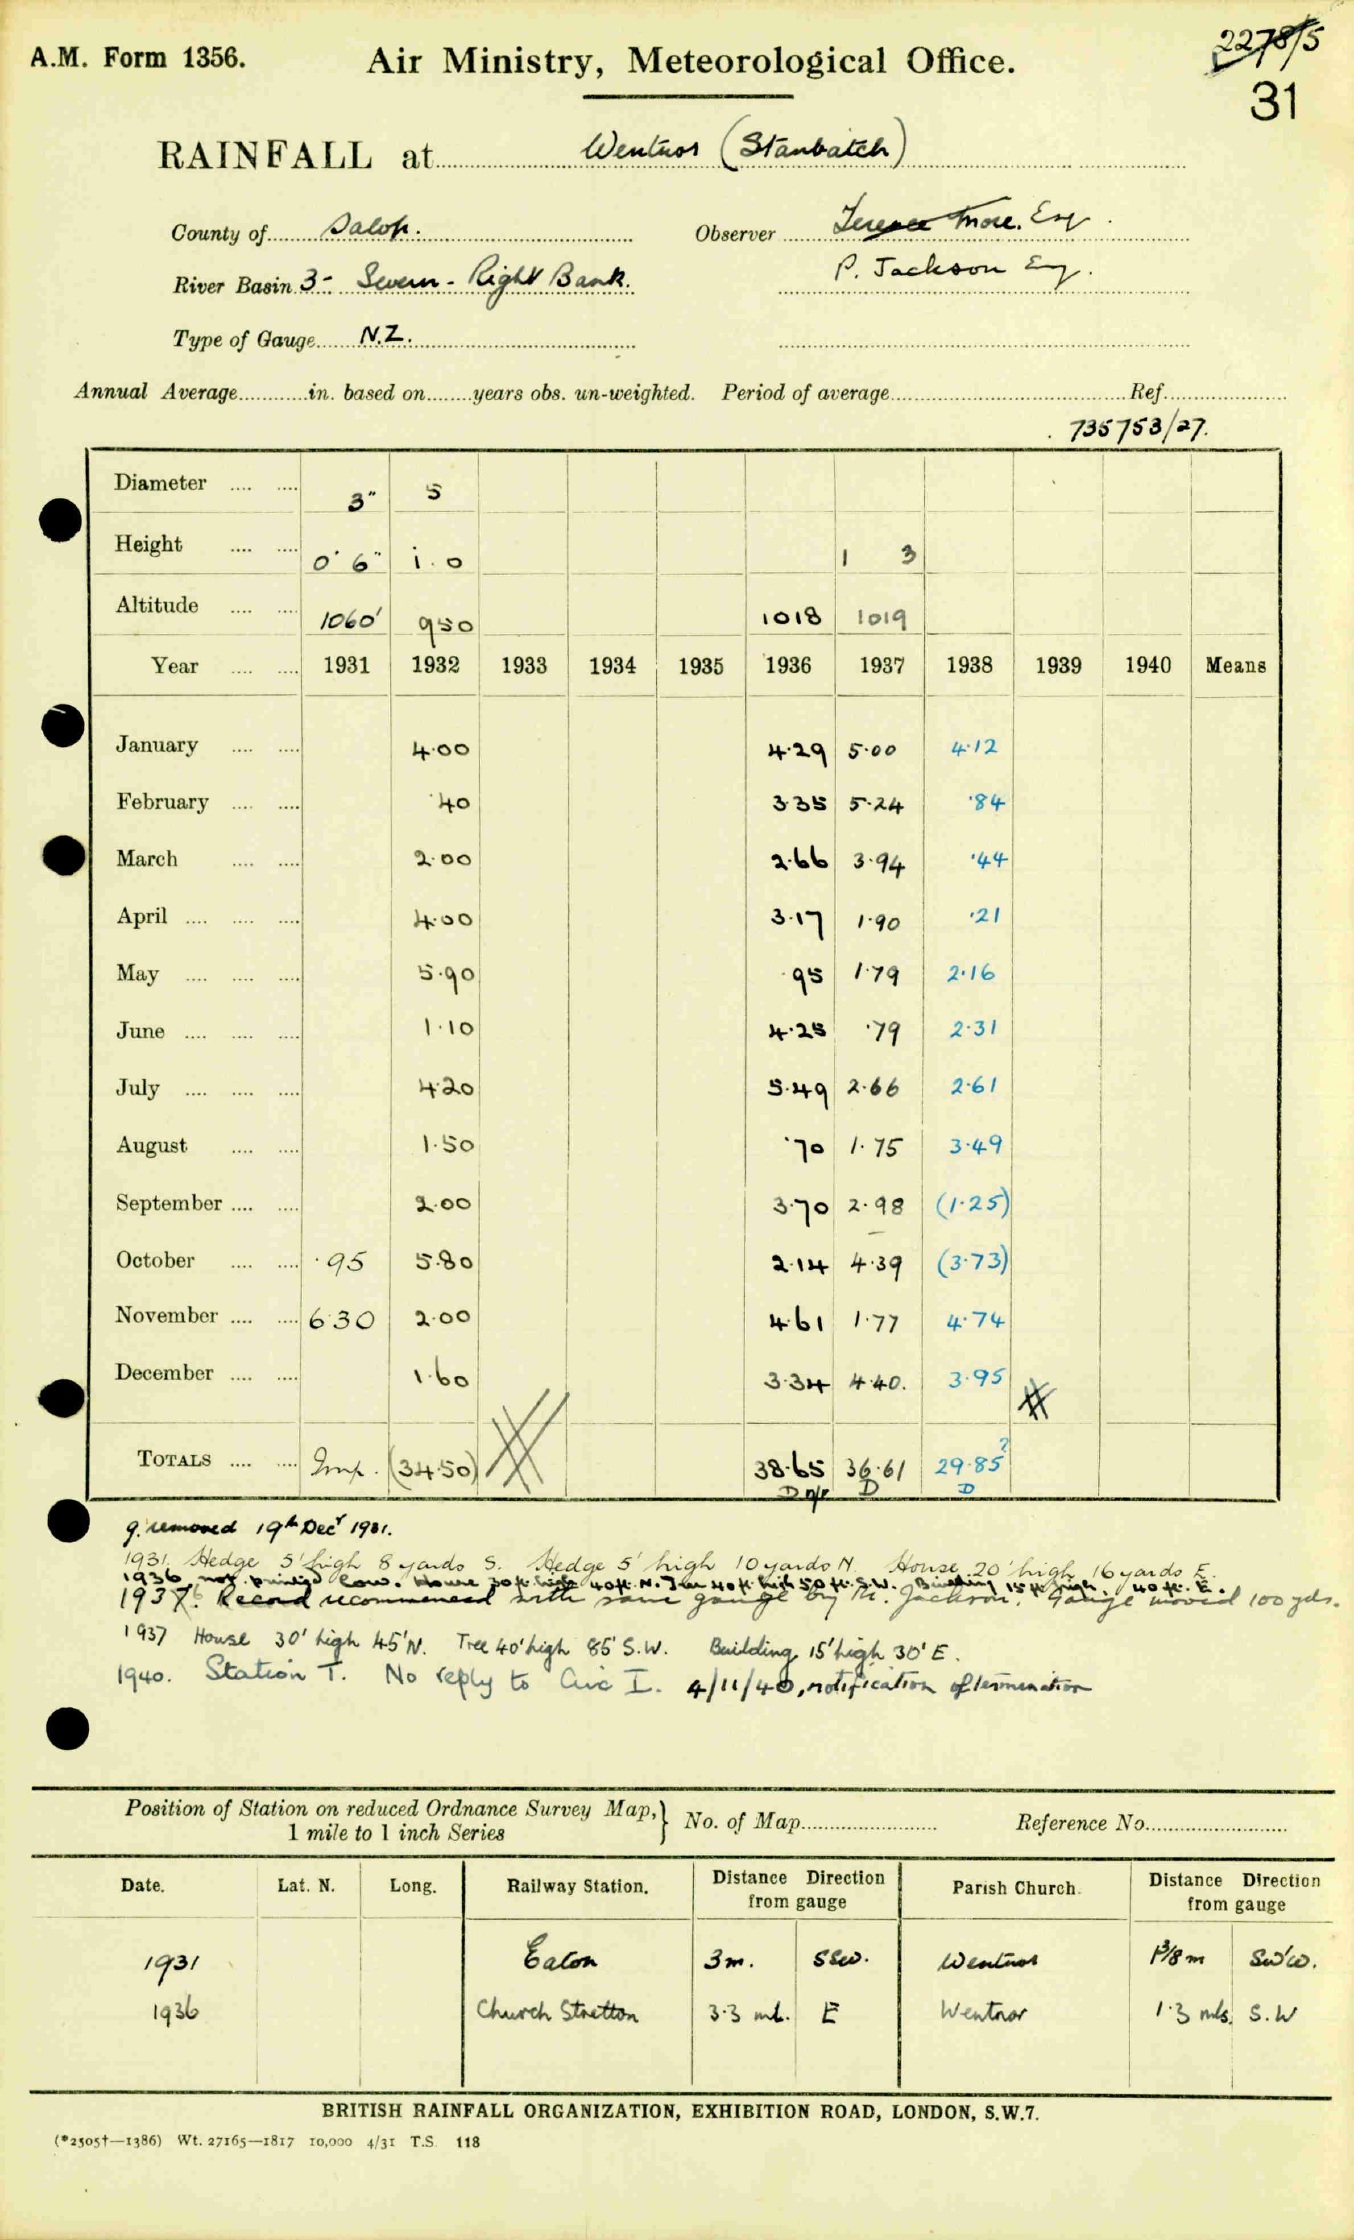 2278/5
A.M. Form 1356.
Air Ministry, Meteorological Office.
31
RAINFALL at Wentnor (Stanbatch)
County of Salop. Observer Terence More. Esq
River Basin 3- Severn - Right Bank. P. Jackson Esq.
Type of Gauge N.Z.
Annual Average in. based on years obs. un-weighted. Period of average Ref.
735753/27.
Diameter 3" 5
Height 0' 6" 1.0 1 3
Altitude 1060' 950 1018 1019
Year 1931 1932 1933 1934 1935 1936 1937 1938 1939 1940 Means
January 4.00 4.29 5.00 4.12
February .40 3.35 5.24 .84
March 2.00 2.66 3.94 .44
April 4.00 3.17 1.90 .21
May 5.90 .95 1.79 2.16
June 1.10 4.25 .79 2.31
July 4.20 5.49 2.66 2.61
August 1.50 .70 1.75 3.49
September 2.00 3.70 2.98 (1.25)
October .95 5.80 2.14 4.39 (3.73)
November 6.30 2.00 4.61 1.77 4.74
December 1.60 3.34 4.40. 3.95
TOTALS Imp. (34.50) 38.65 36.61 29.85?
D n/p D D
g. removed 19th Decr 1931.
1931. Hedge 5' high 8 yards S. Hedge 5' high 10 yards N. House 20' high 16 yards E.
1936 not printed low. House 30 ft. high 40 ft. N. Tree 40 ft. high 50 ft. S.W. Building 15 ft high 40 ft. E.
1937. Record recommenced with same gauge by Mr. Jackson. Gauge moved 100 yds.
1937 House 30' high 45' N. Tree 40' high 85' S.W. Building 15' high 30' E.
1940. Station T. No reply to Circ I. 4/11/40, notification of termination
Position of Station on reduced Ordnance Survey Map, 1 mile to 1 inch Series } No. of Map Reference No.
Date. Lat. N. Long. Railway Station. Distance Direction from gauge Parish Church. Distance Direction from gauge
1931 Eaton 3 m. SSW. Wentnor 1 3/8 m SW'W.
1936 Church Stretton 3.3 ml. E Wentnor 1.3 mls. S.W
BRITISH RAINFALL ORGANIZATION, EXHIBITION ROAD, LONDON, S.W.7.
(*2505†—1386) Wt. 27165—1817 10,000 4/31 T.S. 118